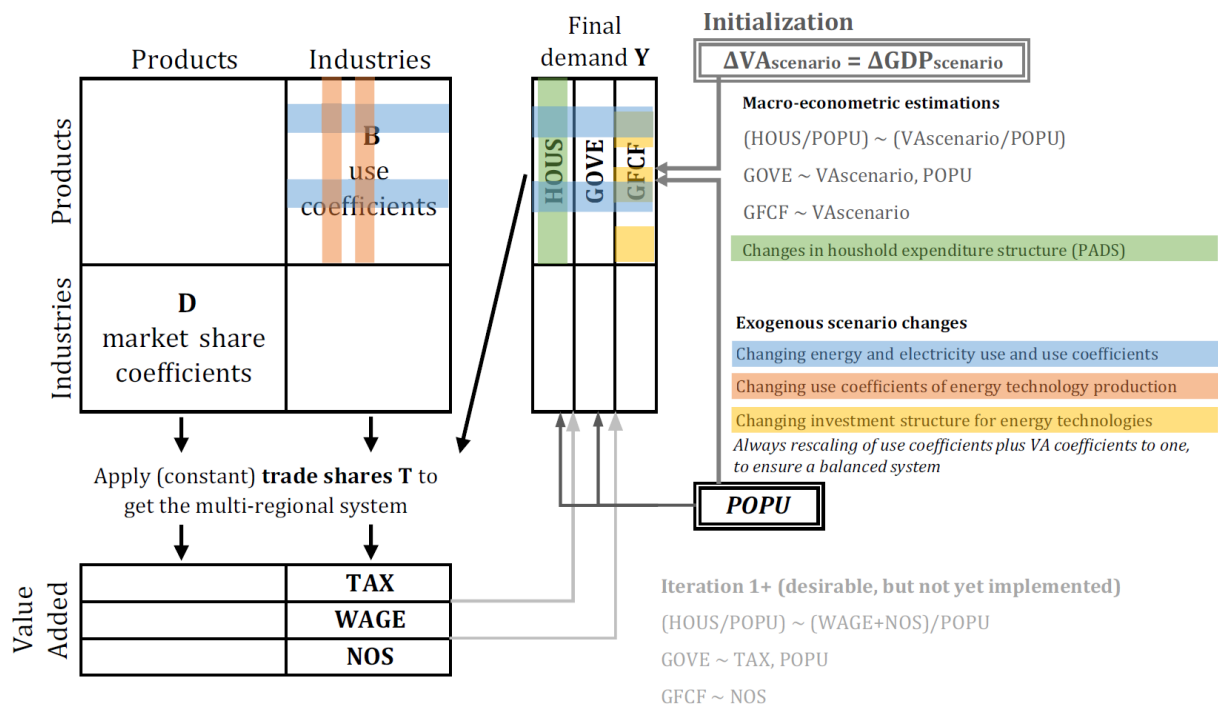 Products
Industries
Final
demand Y
Initialization
ΔVAscenario = ΔGDPscenario
Products
B
use
coefficients
HOUS
GOVE
GFCF
Macro-econometric estimations
(HOUS/POPU) ~ (VAscenario/POPU)
GOVE ~ VAscenario, POPU
GFCF ~ VAscenario
Changes in houshold expenditure structure (PADS)
Industries
D
market share
coefficients
Exogenous scenario changes
Changing energy and electricity use and use coefficients
Changing use coefficients of energy technology production
Changing investment structure for energy technologies
Always rescaling of use coefficients plus VA coefficients to one,
to ensure a balanced system
Apply (constant) trade shares T to
get the multi-regional system
POPU
Value
Added
TAX
WAGE
NOS
Iteration 1+ (desirable, but not yet implemented)
(HOUS/POPU) ~ (WAGE+NOS)/POPU
GOVE ~ TAX, POPU
GFCF ~ NOS